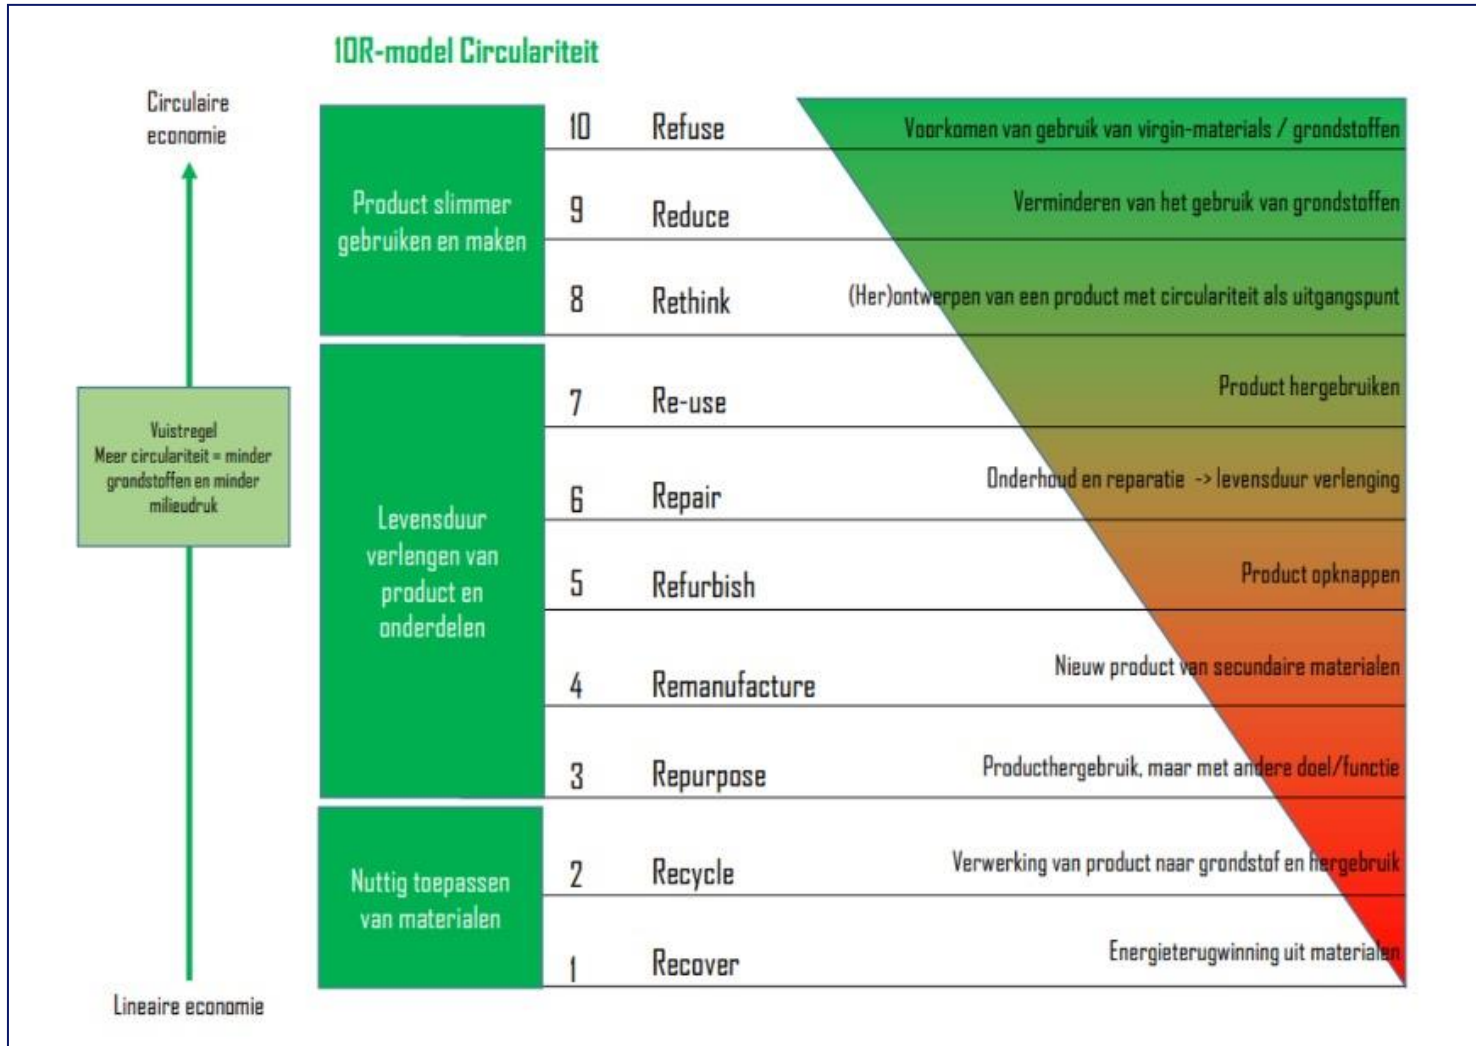 10R-model Circulariteit
Circulaire
economie
Vuistregel
Meer circulariteit = minder
grondstoffen en minder
milieudruk
Lineaire economie
Product slimmer
gebruiken en maken
10 Refuse Voorkomen van gebruik van virgin-materials / grondstoffen
9 Reduce Verminderen van het gebruik van grondstoffen
8 Rethink (Her)ontwerpen van een product met circulariteit als uitgangspunt
Levensduur
verlengen van
product en
onderdelen
7 Re-use Product hergebruiken
6 Repair Onderhoud en reparatie -> levensduur verlenging
5 Refurbish Product opknappen
4 Remanufacture Nieuw product van secundaire materialen
3 Repurpose Producthergebruik, maar met andere doel/functie
Nuttig toepassen
van materialen
2 Recycle Verwerking van product naar grondstof en hergebruik
1 Recover Energieterugwinning uit materialen